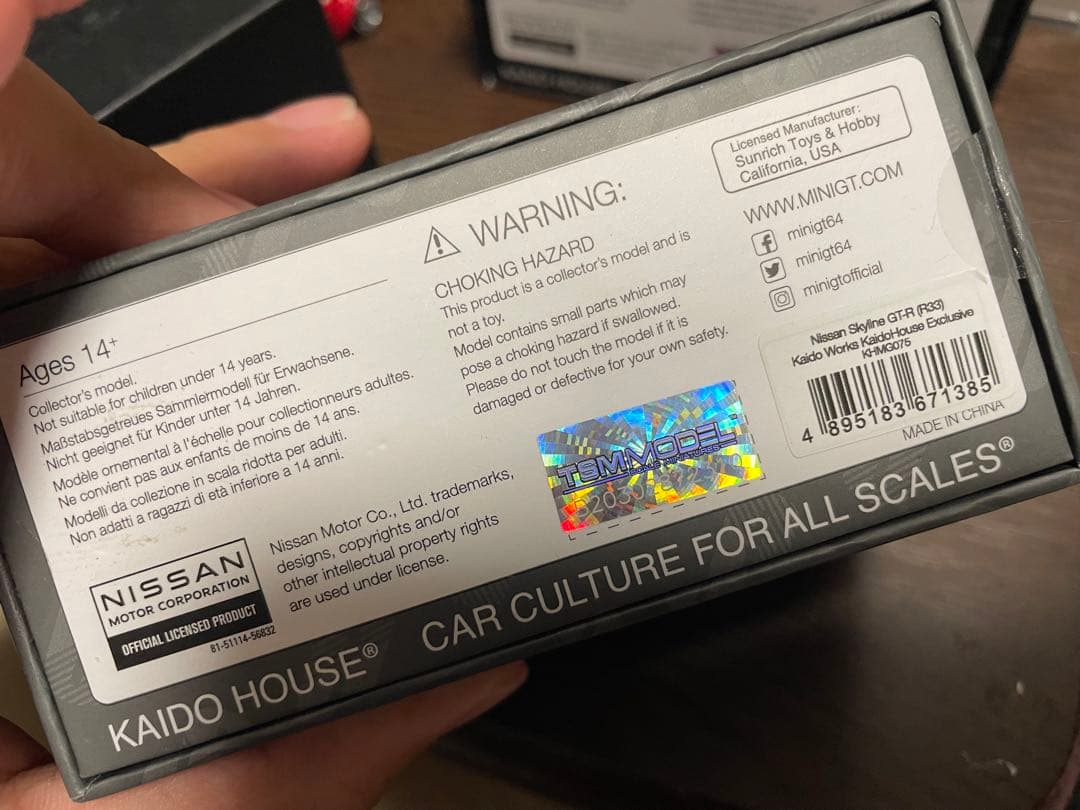 Ages 14+
Collector's model.
Not suitable for children under 14 years.
Maßstabsgetreues Sammlermodell für Erwachsene.
Nicht geeignet für Kinder unter 14 Jahren.
Modèle ornemental à l'échelle pour collectionneurs adultes.
Ne convient pas aux enfants de moins de 14 ans.
Modelli da collezione in scala ridotta per adulti.
Non adatti a ragazzi di età inferiore a 14 anni.
NISSAN
MOTOR CORPORATION
OFFICIAL LICENSED PRODUCT
81-51114-56832
Nissan Motor Co., Ltd. trademarks,
designs, copyrights and/or
other intellectual property rights
are used under license.
WARNING:
CHOKING HAZARD
This product is a collector's model and is
not a toy.
Model contains small parts which may
pose a choking hazard if swallowed.
Please do not touch the model if it is
damaged or defective for your own safety.
TSM MODEL
Licensed Manufacturer:
Sunrich Toys & Hobby
California, USA
WWW.MINIGT.COM
minigt64
minigt64
minigtofficial
Nissan Skyline GT-R (R33)
Kaido Works KaidoHouse Exclusive
KHMG075
4 895183 671385
MADE IN CHINA
KAIDO HOUSE® CAR CULTURE FOR ALL SCALES®